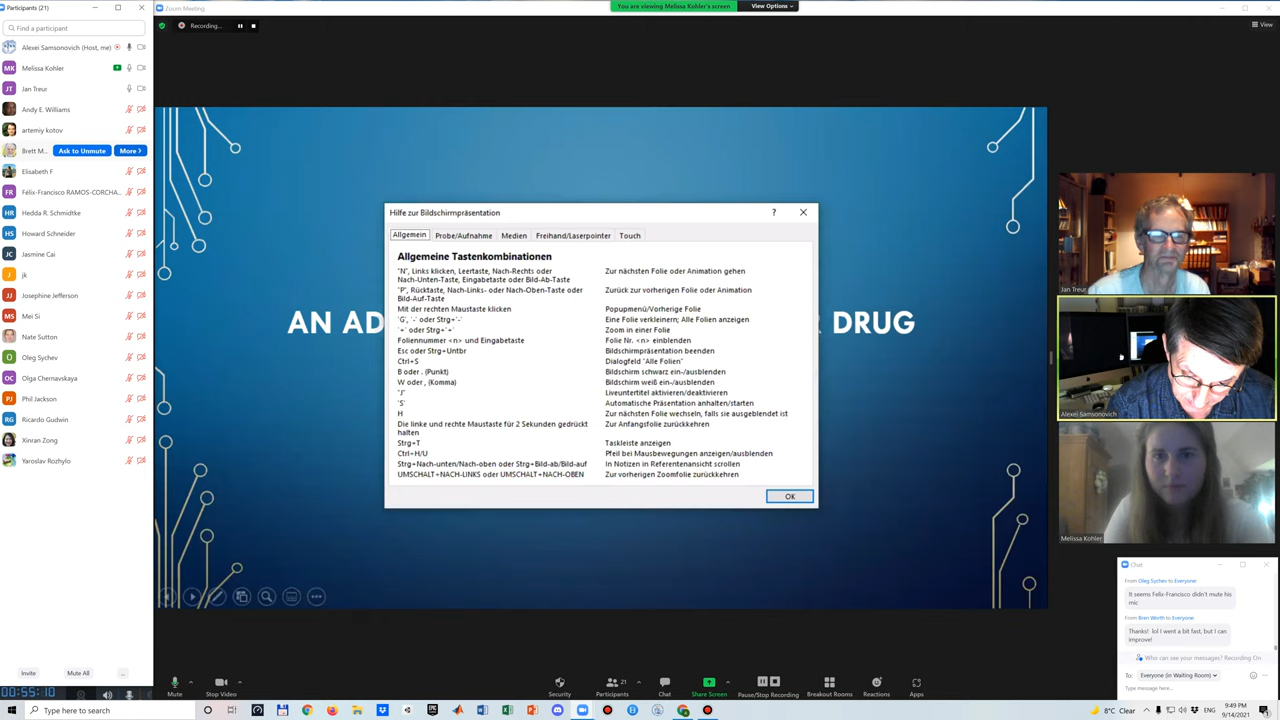 Participants (21)
Zoom Meeting
You are viewing Melissa Kohler's screen
View Options
Find a participant
Recording...
View
Alexei Samsonovich (Host, me)
MK Melissa Kohler
JT Jan Treur
Andy E. Williams
artemiy kotov
Brett M...
Ask to Unmute
More >
Elisabeth F
FR Félix-Francisco RAMOS-CORCHA...
HR Hedda R. Schmidtke
HS Howard Schneider
JC Jasmine Cai
J jk
JJ Josephine Jefferson
MS Mei Si
NS Nate Sutton
OS Oleg Sychev
OC Olga Chernavskaya
PJ Phil Jackson
RG Ricardo Gudwin
Xinran Zong
YR Yaroslav Rozhylo
Invite
Mute All
...
00:55:10
AN AD
DRUG
Hilfe zur Bildschirmpräsentation
?
Allgemein
Probe/Aufnahme
Medien
Freihand/Laserpointer
Touch
Allgemeine Tastenkombinationen
"N", Links klicken, Leertaste, Nach-Rechts oder
Nach-Unten-Taste, Eingabetaste oder Bild-Ab-Taste
Zur nächsten Folie oder Animation gehen
"P", Rücktaste, Nach-Links- oder Nach-Oben-Taste oder
Bild-Auf-Taste
Zurück zur vorherigen Folie oder Animation
Mit der rechten Maustaste klicken
Popupmenü/Vorherige Folie
'G', '-' oder Strg+'-'
Eine Folie verkleinern; Alle Folien anzeigen
'+' oder Strg+'+'
Zoom in einer Folie
Foliennummer <n> und Eingabetaste
Folie Nr. <n> einblenden
Esc oder Strg+Untbr
Bildschirmpräsentation beenden
Ctrl+S
Dialogfeld "Alle Folien"
B oder . (Punkt)
Bildschirm schwarz ein-/ausblenden
W oder , (Komma)
Bildschirm weiß ein-/ausblenden
"J"
Liveuntertitel aktivieren/deaktivieren
'S'
Automatische Präsentation anhalten/starten
H
Zur nächsten Folie wechseln, falls sie ausgeblendet ist
Die linke und rechte Maustaste für 2 Sekunden gedrückt
halten
Zur Anfangsfolie zurückkehren
Strg+T
Taskleiste anzeigen
Ctrl+H/U
Pfeil bei Mausbewegungen anzeigen/ausblenden
Strg+Nach-unten/Nach-oben oder Strg+Bild-ab/Bild-auf
In Notizen in Referentenansicht scrollen
UMSCHALT+NACH-LINKS oder UMSCHALT+NACH-OBEN
Zur vorherigen Zoomfolie zurückkehren
OK
Jan Treur
Alexei Samsonovich
Melissa Kohler
Chat
From Oleg Sychev to Everyone:
It seems Felix-Francisco didn't mute his
mic
From Bren Worth to Everyone:
Thanks! lol I went a bit fast, but I can
improve!
Who can see your messages? Recording On
To: Everyone (in Waiting Room)
Type message here...
Mute
Stop Video
Security
21
Participants
Chat
Share Screen
Pause/Stop Recording
Breakout Rooms
Reactions
Apps
Type here to search
8°C Clear
ENG
9:49 PM
9/14/2021